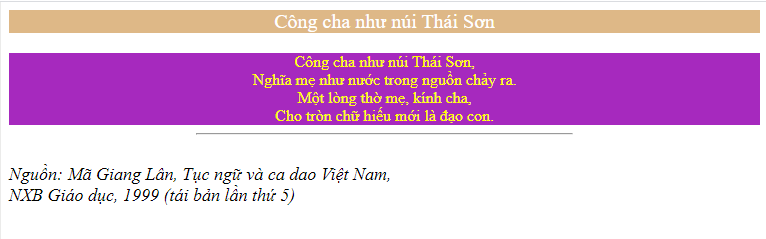 Công cha như núi Thái Sơn
Công cha như núi Thái Sơn,
Nghĩa mẹ như nước trong nguồn chảy ra.
Một lòng thờ mẹ, kính cha,
Cho tròn chữ hiếu mới là đạo con.
Nguồn: Mã Giang Lân, Tục ngữ và ca dao Việt Nam,
NXB Giáo dục, 1999 (tái bản lần thứ 5)